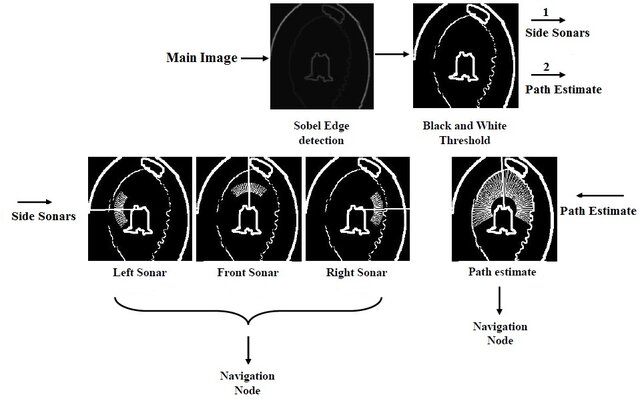 Main Image
1
Side Sonars
2
Path Estimate
Sobel Edge
detection
Black and White
Threshold
Side Sonars
Path Estimate
Left Sonar
Front Sonar
Right Sonar
Path estimate
Navigation
Node
Navigation
Node